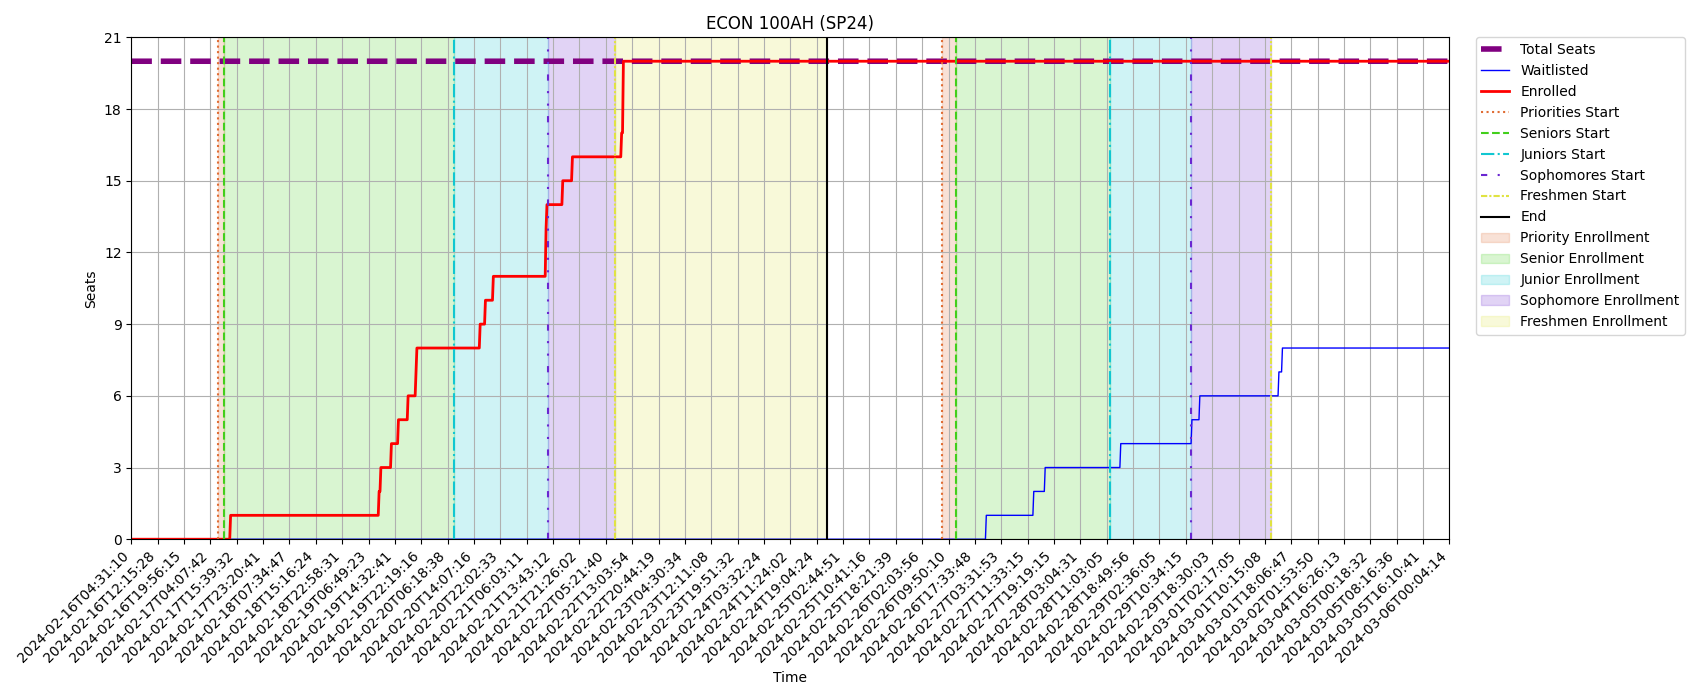 ECON 100AH (SP24)
21
18
15
12
9
6
3
0
Seats
2024-02-16T04:31:10
2024-02-16T12:15:28
2024-02-16T19:56:15
2024-02-17T04:07:42
2024-02-17T15:39:32
2024-02-17T23:20:41
2024-02-18T07:34:47
2024-02-18T15:16:24
2024-02-18T22:58:31
2024-02-19T06:49:23
2024-02-19T14:32:41
2024-02-19T22:19:16
2024-02-20T06:18:38
2024-02-20T14:07:16
2024-02-20T22:02:33
2024-02-21T06:03:11
2024-02-21T13:43:12
2024-02-21T21:26:02
2024-02-22T05:21:40
2024-02-22T13:03:54
2024-02-22T20:44:19
2024-02-23T04:30:34
2024-02-23T12:11:08
2024-02-23T19:51:32
2024-02-24T03:32:24
2024-02-24T11:24:02
2024-02-24T19:04:24
2024-02-25T02:44:51
2024-02-25T10:41:16
2024-02-25T18:21:39
2024-02-26T02:03:56
2024-02-26T09:50:10
2024-02-26T17:33:48
2024-02-27T03:31:53
2024-02-27T11:33:15
2024-02-27T19:19:15
2024-02-28T03:04:31
2024-02-28T11:03:05
2024-02-28T18:49:56
2024-02-29T02:36:05
2024-02-29T10:34:15
2024-02-29T18:30:03
2024-03-01T02:17:05
2024-03-01T10:15:08
2024-03-01T18:06:47
2024-03-02T01:53:50
2024-03-04T16:26:13
2024-03-05T00:18:32
2024-03-05T08:16:36
2024-03-05T16:10:41
2024-03-06T00:04:14
Time
Total Seats
Waitlisted
Enrolled
Priorities Start
Seniors Start
Juniors Start
Sophomores Start
Freshmen Start
End
Priority Enrollment
Senior Enrollment
Junior Enrollment
Sophomore Enrollment
Freshmen Enrollment